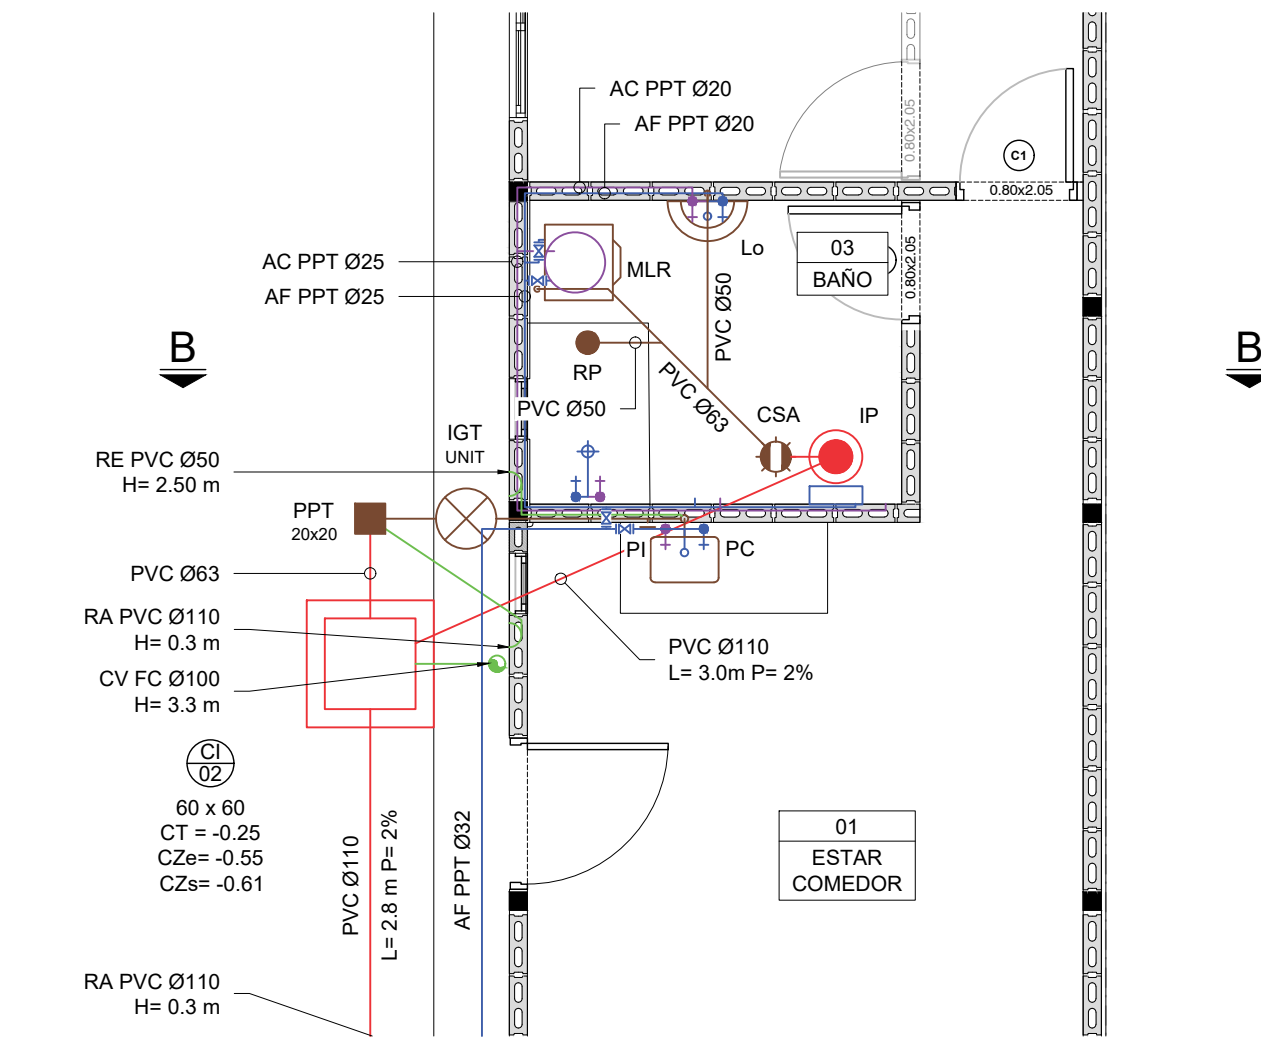 AC PPT Ø20
AF PPT Ø20
0.80x2.05
C1
0.80x2.05
Lo
03
BAÑO
0.80x2.05
AC PPT Ø25
MLR
AF PPT Ø25
PVC Ø50
B
B
RP
PVC Ø63
PVC Ø50
CSA
IP
IGT
UNIT
RE PVC Ø50
H= 2.50 m
PPT
20x20
PI
PC
PVC Ø63
RA PVC Ø110
H= 0.3 m
PVC Ø110
L= 3.0m P= 2%
CV FC Ø100
H= 3.3 m
CI
02
60 x 60
CT = -0.25
CZe= -0.55
CZs= -0.61
PVC Ø110
L= 2.8 m P= 2%
AF PPT Ø32
01
ESTAR
COMEDOR
RA PVC Ø110
H= 0.3 m